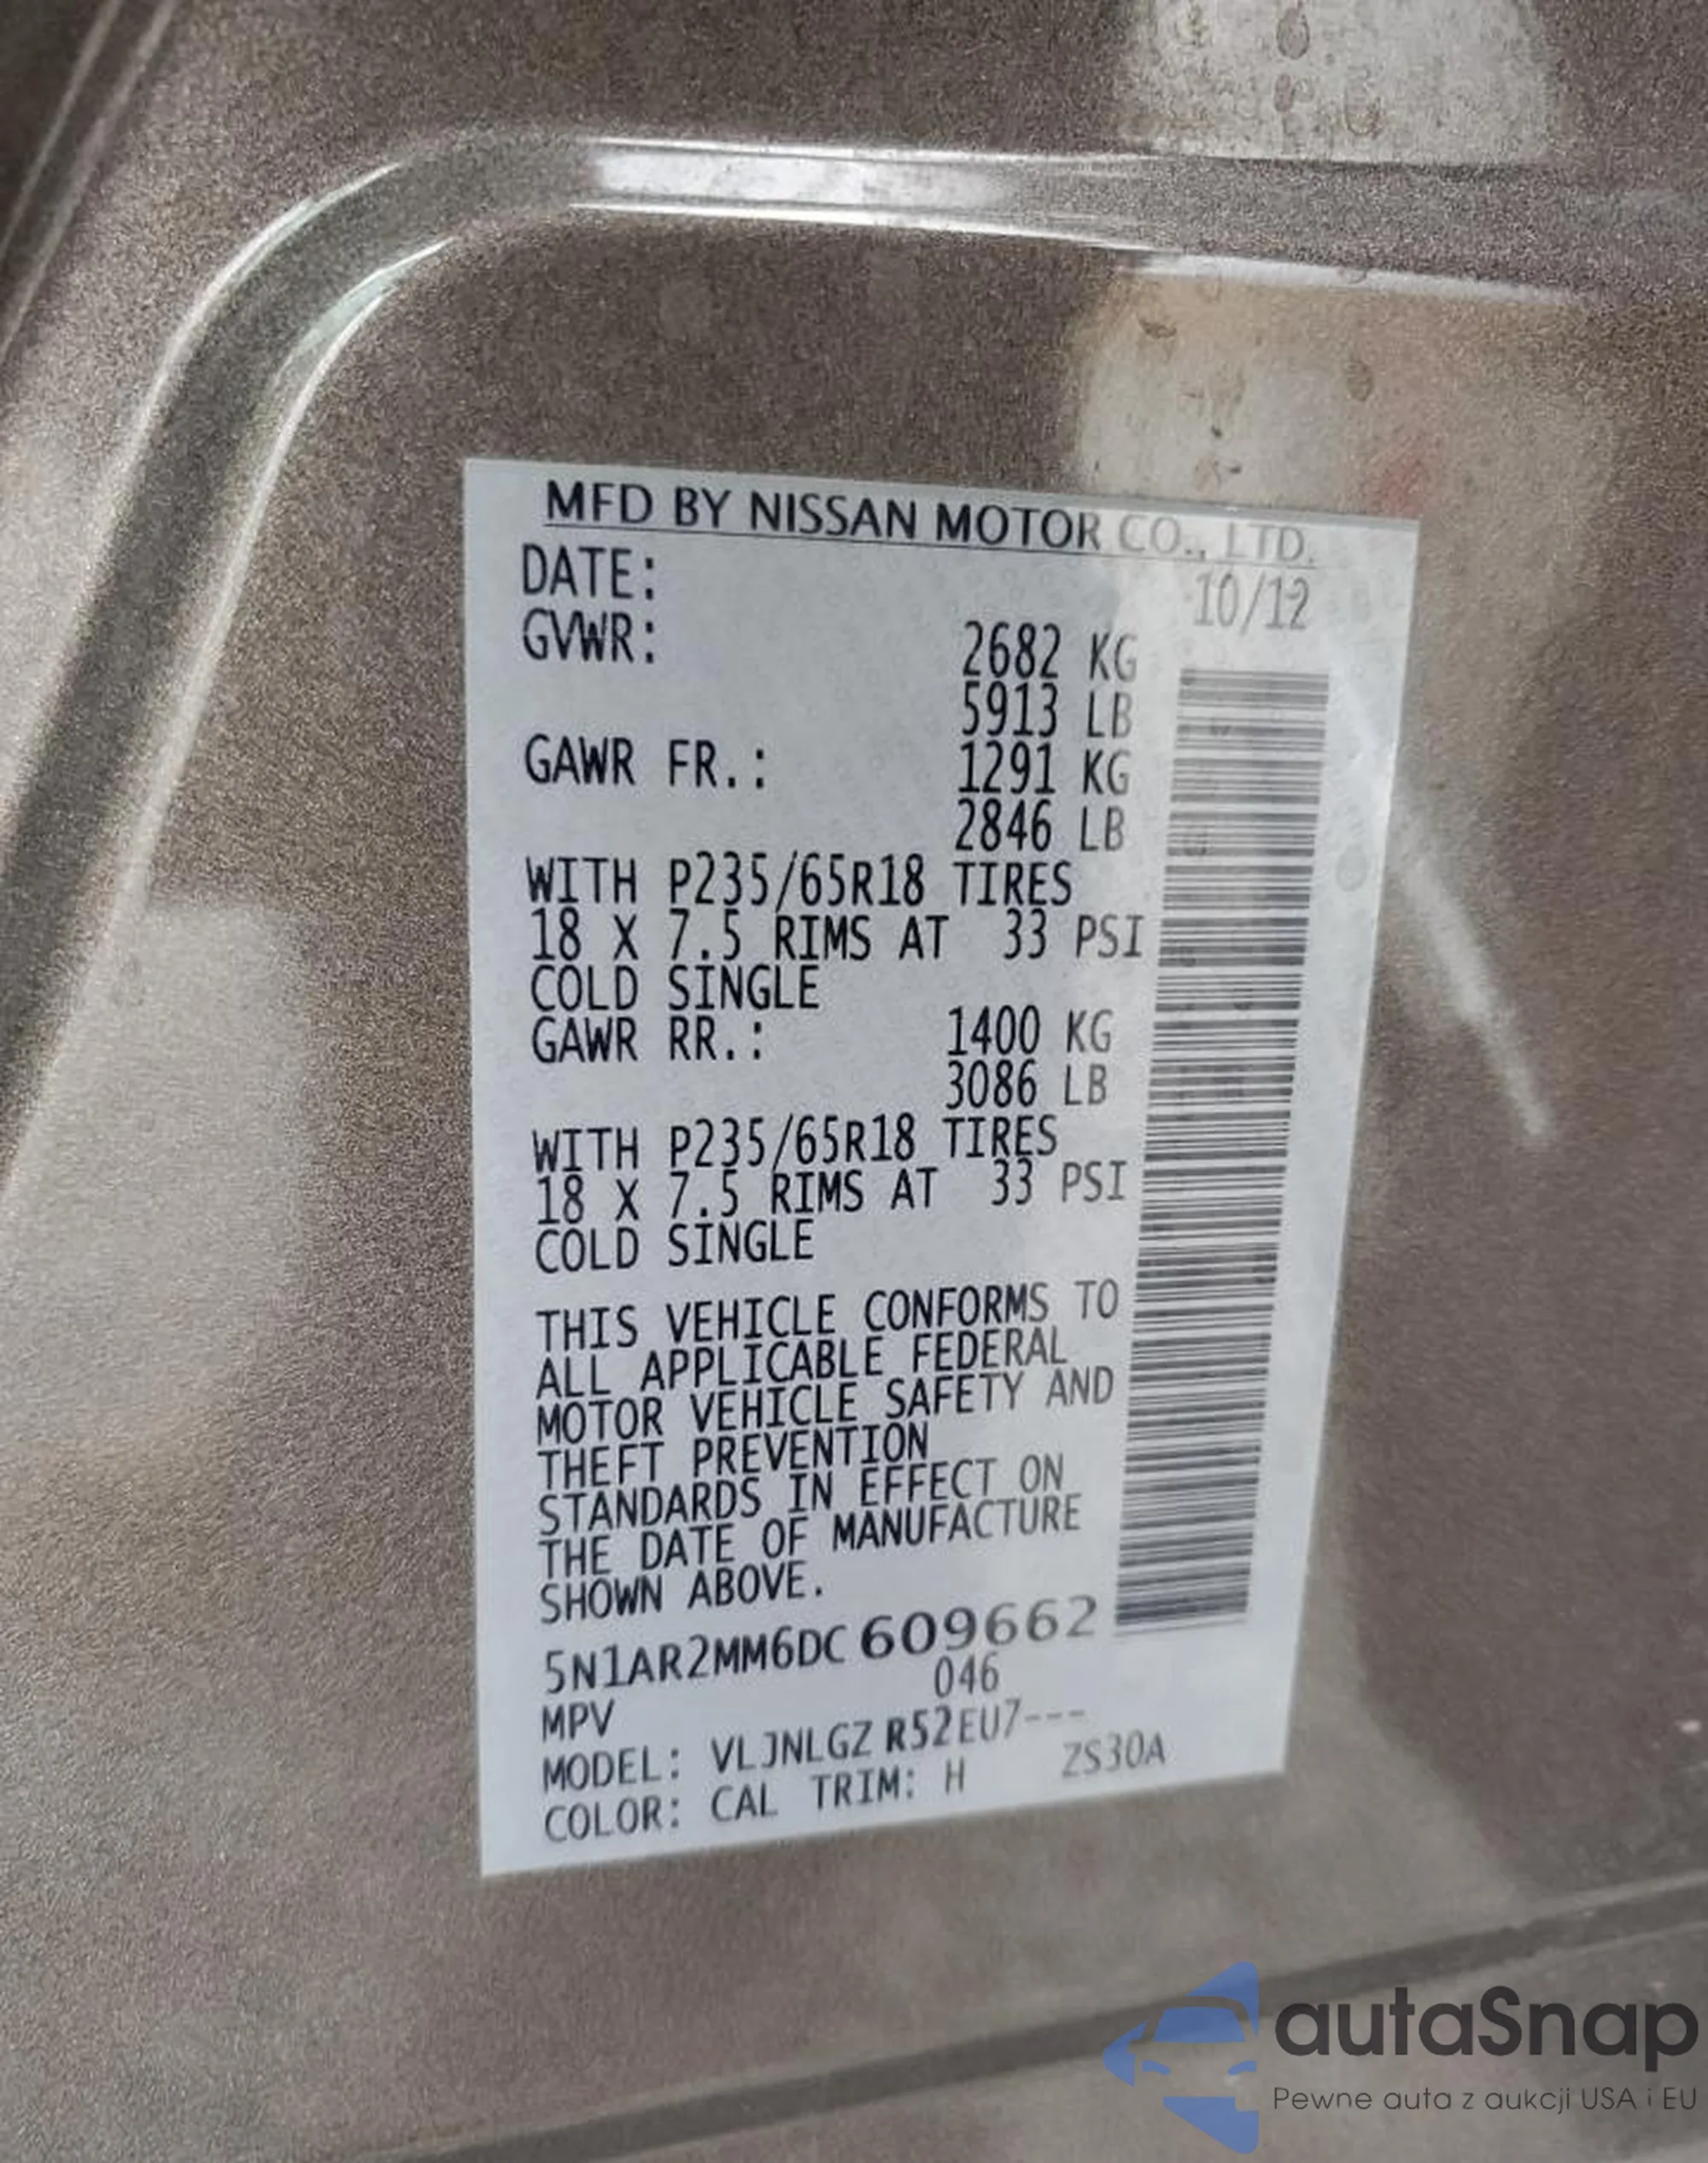 MFD BY NISSAN MOTOR CO., LTD.
DATE: 10/12
GVWR: 2682 KG
5913 LB
GAWR FR.: 1291 KG
2846 LB
WITH P235/65R18 TIRES
18 X 7.5 RIMS AT 33 PSI
COLD SINGLE
GAWR RR.: 1400 KG
3086 LB
WITH P235/65R18 TIRES
18 X 7.5 RIMS AT 33 PSI
COLD SINGLE
THIS VEHICLE CONFORMS TO
ALL APPLICABLE FEDERAL
MOTOR VEHICLE SAFETY AND
THEFT PREVENTION
STANDARDS IN EFFECT ON
THE DATE OF MANUFACTURE
SHOWN ABOVE.
5N1AR2MM6DC609662
MPV 046
MODEL: VLJNLGZ R52EU7---
COLOR: CAL TRIM: H ZS30A
autaSnap
Pewne auta z aukcji USA i EU